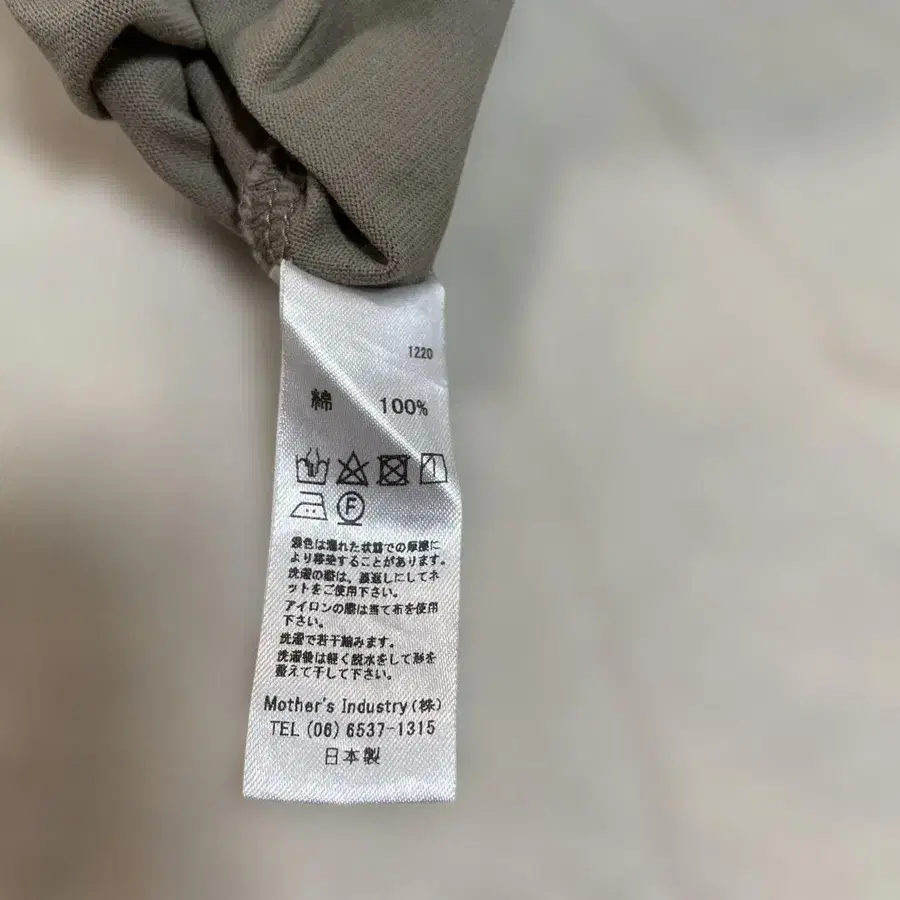 1220
綿 100%
F
濃色は濡れた状態での摩擦に
より移染することがあります。
洗濯の際は、裏返しにしてネ
ットをご使用下さい。
アイロンの際は当て布を使用
下さい。
洗濯で若干縮みます。
洗濯後は軽く脱水をして形を
整えて干して下さい。
Mother's Industry(株)
TEL (06) 6537-1315
日本製